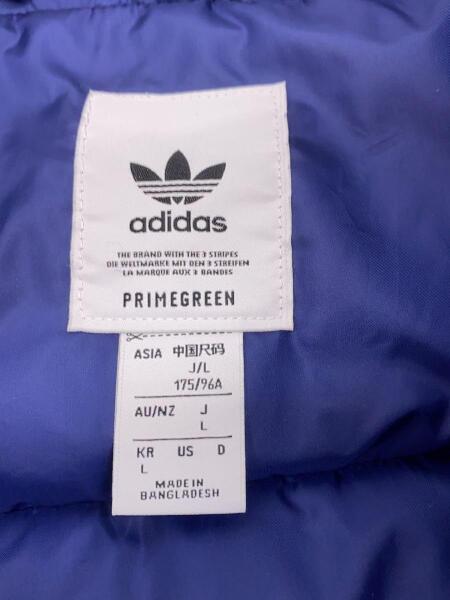 adidas
THE BRAND WITH THE 3 STRIPES
DIE WELTMARKE MIT DEN 3 STREIFEN
LA MARQUE AUX 3 BANDES
PRIMEGREEN
ASIA 中国尺码
J/L
175/96A
AU/NZ J
L
KR US D
L
MADE IN
BANGLADESH